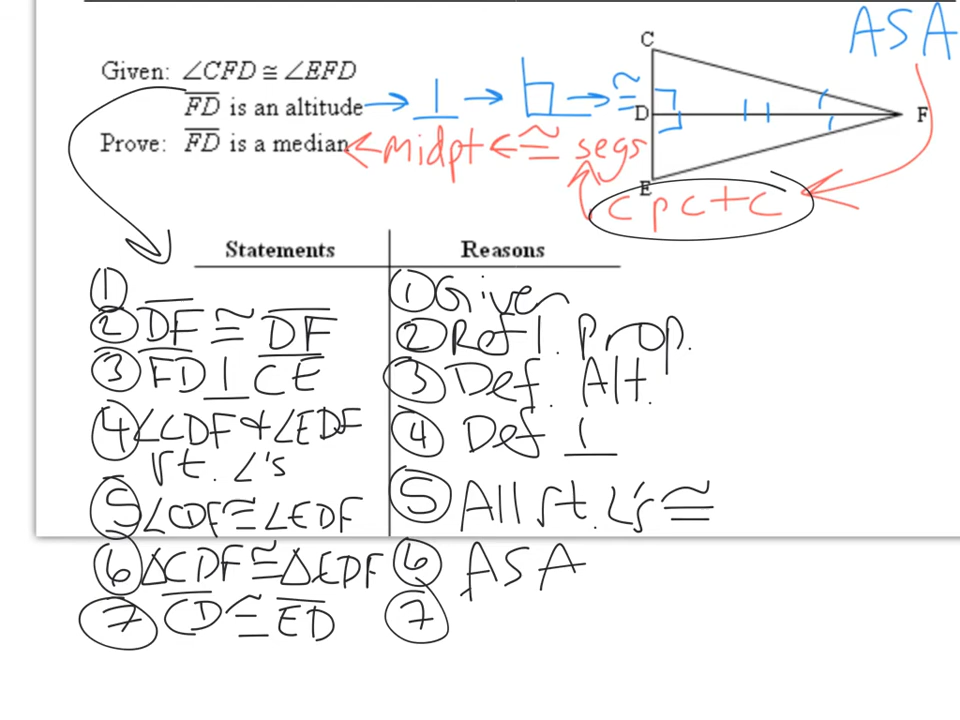 ASA
C
Given: ∠CFD ≅ ∠EFD
FD is an altitude → ⊥ → → ≅
D
F
Prove: FD is a median ← midpt ← ≅ segs
E
cpctc
Statements Reasons
① ① Given
② DF ≅ DF ② Refl. Prop.
③ FD ⊥ CE ③ Def. Alt.
④ ∠CDF + ∠EDF ④ Def ⊥
rt. ∠'s
⑤ ∠CDF ≅ ∠EDF ⑤ All rt. ∠'s ≅
⑥ △CDF ≅ △EDF ⑥ ASA
⑦ CD ≅ ED ⑦